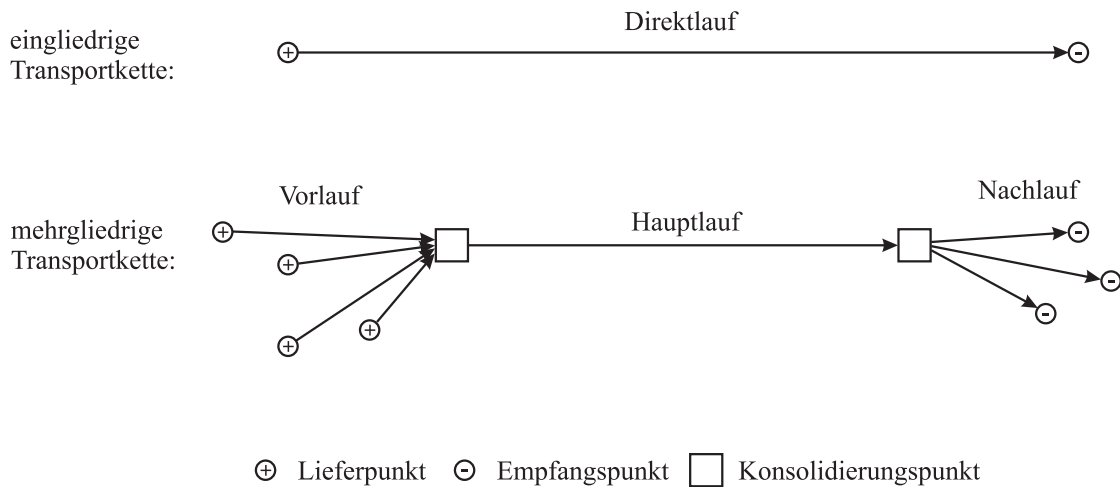 Direktlauf
eingliedrige
Transportkette:
Vorlauf
Nachlauf
Hauptlauf
mehrgliedrige
Transportkette:
Lieferpunkt Empfangspunkt Konsolidierungspunkt